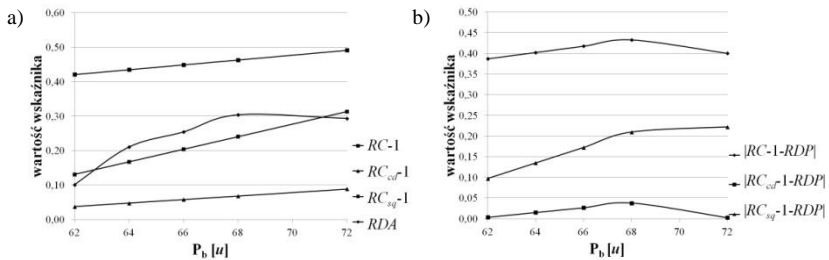 a)
0,60
0,50
0,40
0,30
0,20
0,10
0,00
wartość wskaźnika
62 64 66 68 70 72
P_b [u]
RC-1
RC_cd-1
RC_sq-1
RDA
b)
0,50
0,45
0,40
0,35
0,30
0,25
0,20
0,15
0,10
0,05
0,00
wartość wskaźnika
62 64 66 68 70 72
P_b [u]
|RC-1-RDP|
|RC_cd-1-RDP|
|RC_sq-1-RDP|